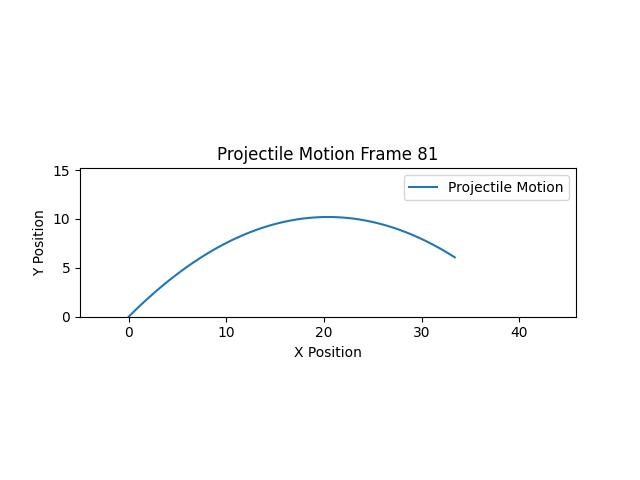 Projectile Motion Frame 81
Projectile Motion
15
10
5
0
Y Position
0 10 20 30 40
X Position